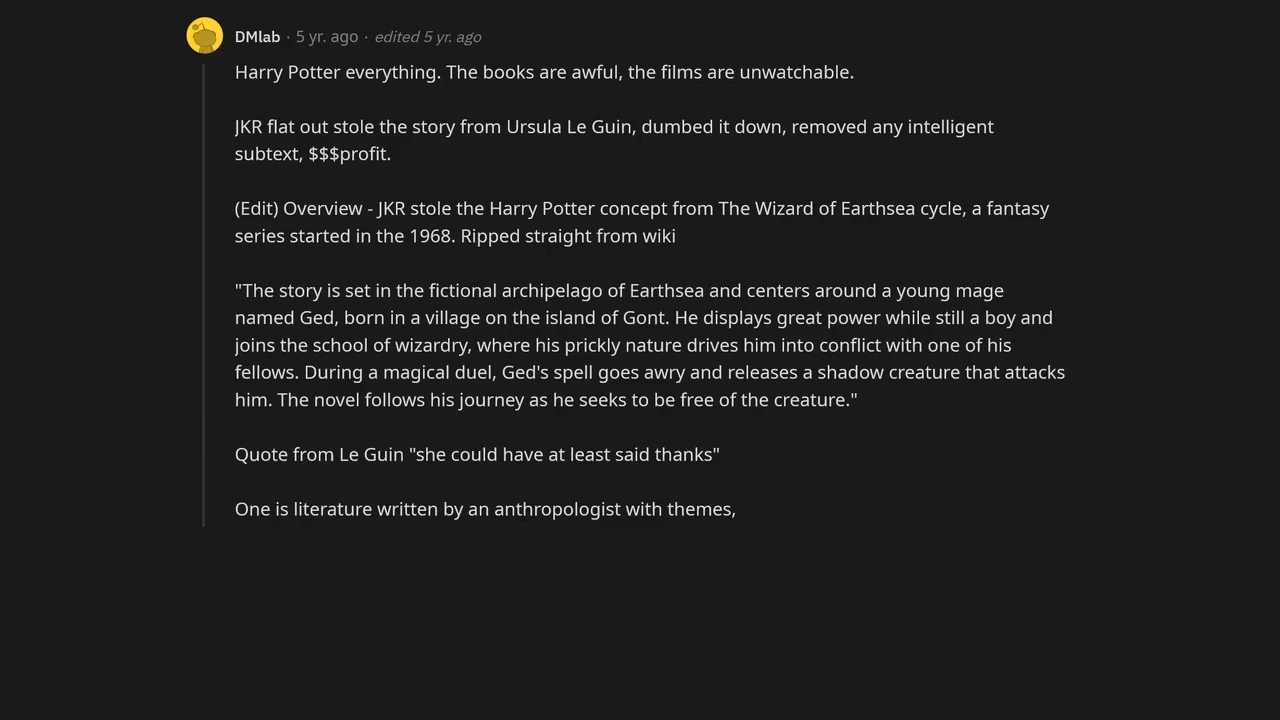 DMlab · 5 yr. ago · edited 5 yr. ago
Harry Potter everything. The books are awful, the films are unwatchable.
JKR flat out stole the story from Ursula Le Guin, dumbed it down, removed any intelligent
subtext, $$$profit.
(Edit) Overview - JKR stole the Harry Potter concept from The Wizard of Earthsea cycle, a fantasy
series started in the 1968. Ripped straight from wiki
"The story is set in the fictional archipelago of Earthsea and centers around a young mage
named Ged, born in a village on the island of Gont. He displays great power while still a boy and
joins the school of wizardry, where his prickly nature drives him into conflict with one of his
fellows. During a magical duel, Ged's spell goes awry and releases a shadow creature that attacks
him. The novel follows his journey as he seeks to be free of the creature."
Quote from Le Guin "she could have at least said thanks"
One is literature written by an anthropologist with themes,